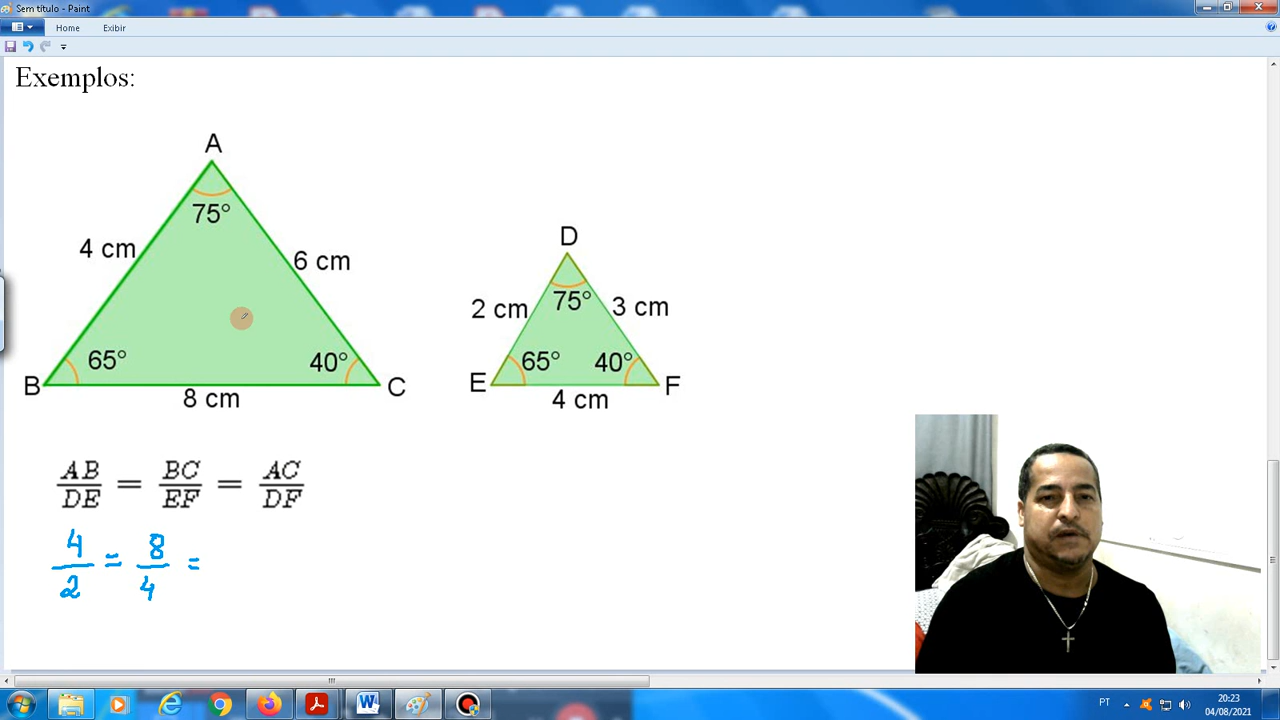 Sem título - Paint
Home Exibir
Exemplos:
A
75°
4 cm
6 cm
65°
40°
B
C
8 cm
D
75°
2 cm
3 cm
65°
40°
E
F
4 cm
AB/DE = BC/EF = AC/DF
4/2 = 8/4 =
PT
20:23
04/08/2021